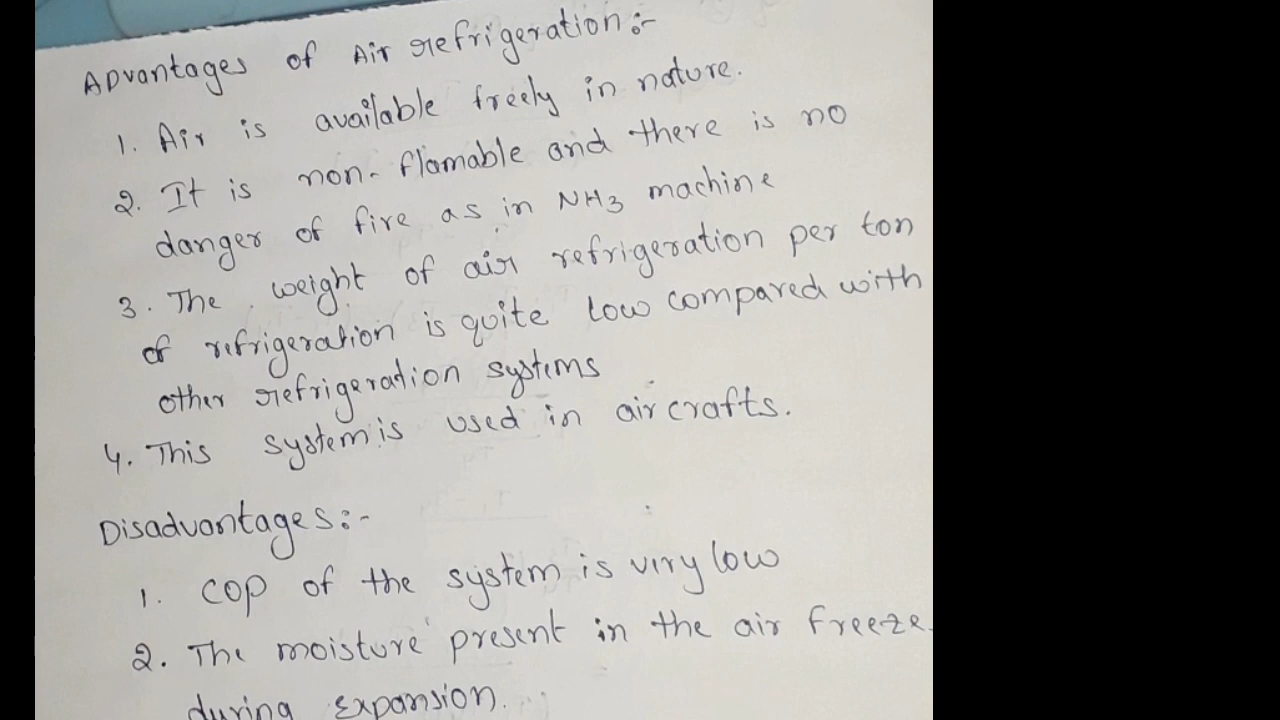 Advantages of Air refrigeration:-
1. Air is available freely in nature.
2. It is non-flamable and there is no
danger of fire as in NH3 machine
3. The weight of air refrigeration per ton
of refrigeration is quite low compared with
other refrigeration systems
4. This system is used in aircrafts.
Disadvantages:-
1. COP of the system is very low
2. The moisture present in the air freeze
during expansion.